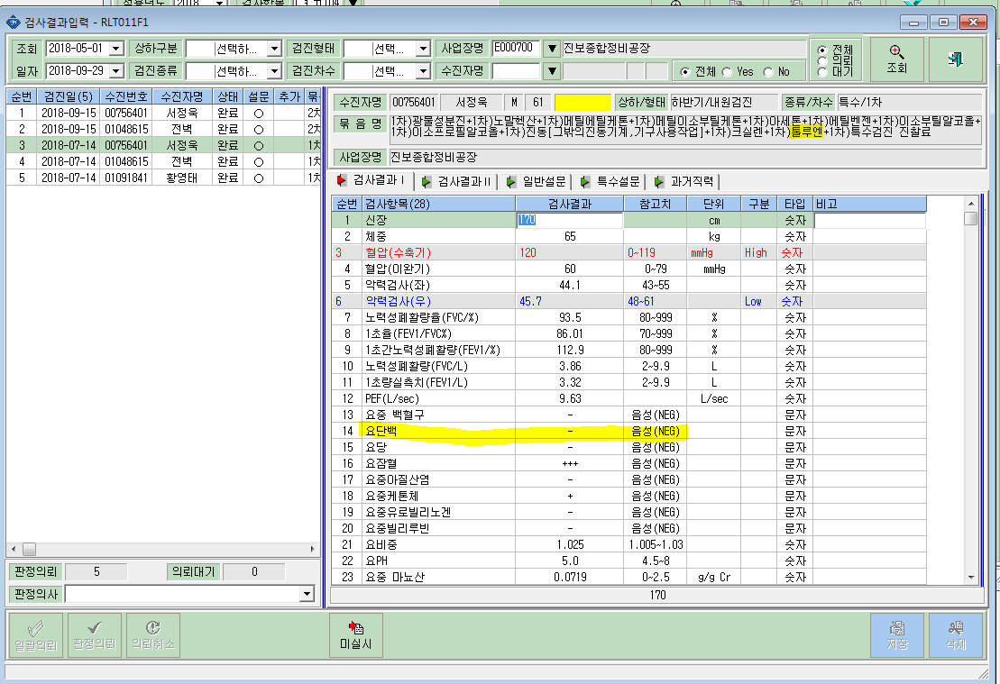 검사결과입력 - RLT011F1
조회 2018-05-01 상하구분 |선택하... 검진형태 |선택... 사업장명 E000700 진보종합정비공장 전체 의뢰 대기 조회
일자 2018-09-29 검진종류 |선택하... 검진차수 |선택... 수진자명 전체 Yes No
순번 검진일(5) 수진번호 수진자명 상태 설문 추가 묶
1 2018-09-15 00756401 서정욱 완료 ○ 2차
2 2018-09-15 01048615 전벽 완료 ○ 2차
3 2018-07-14 00756401 서정욱 완료 ○ 1차
4 2018-07-14 01048615 전벽 완료 ○ 1차
5 2018-07-14 01091841 황영태 완료 ○ 1차
수진자명 00756401 서정욱 M 61 상하/형태 하반기/내원검진 종류/차수 특수/1차
묶 음 명 1차)광물성분진+1차)노말헥산+1차)메틸에틸케톤+1차)메틸이소부틸케톤+1차)아세톤+1차)에틸벤젠+1차)이소부틸알코올+
1차)이소프로필알코올+1차)진동[그밖의진동기계,기구사용작업]+1차)크실렌+1차)톨루엔+1차)특수검진 진찰료
사업장명 진보종합정비공장
검사결과 I 검사결과 II 일반설문 특수설문 과거직력
순번 검사항목(28) 검사결과 참고치 단위 구분 타입 비고
1 신장 170 cm 숫자
2 체중 65 kg 숫자
3 혈압(수축기) 120 0~119 mmHg High 숫자
4 혈압(이완기) 60 0~79 mmHg 숫자
5 악력검사(좌) 44.1 43~55 숫자
6 악력검사(우) 45.7 48~61 Low 숫자
7 노력성폐활량율(FVC/%) 93.5 80~999 % 숫자
8 1초율(FEV1/FVC%) 86.01 70~999 % 숫자
9 1초간노력성폐활량(FEV1/%) 112.9 80~999 % 숫자
10 노력성폐활량(FVC/L) 3.86 2~9.9 L 숫자
11 1초량실측치(FEV1/L) 3.32 2~9.9 L 숫자
12 PEF(L/sec) 9.63 L/sec 숫자
13 요중 백혈구 - 음성(NEG) 문자
14 요단백 - 음성(NEG) 문자
15 요당 - 음성(NEG) 문자
16 요잠혈 +++ 음성(NEG) 문자
17 요중아질산염 - 음성(NEG) 문자
18 요중케톤체 + 음성(NEG) 문자
19 요중유로빌리노겐 - 음성(NEG) 문자
20 요중빌리루빈 - 음성(NEG) 문자
21 요비중 1.025 1.005~1.03 숫자
22 요PH 5.0 4.5~8 숫자
23 요중 마뇨산 0.0719 0~2.5 g/g Cr 숫자
170
판정의뢰 5 의뢰대기 0
판정의사
일괄의뢰 판정의뢰 의뢰취소 미실시 저장 삭제